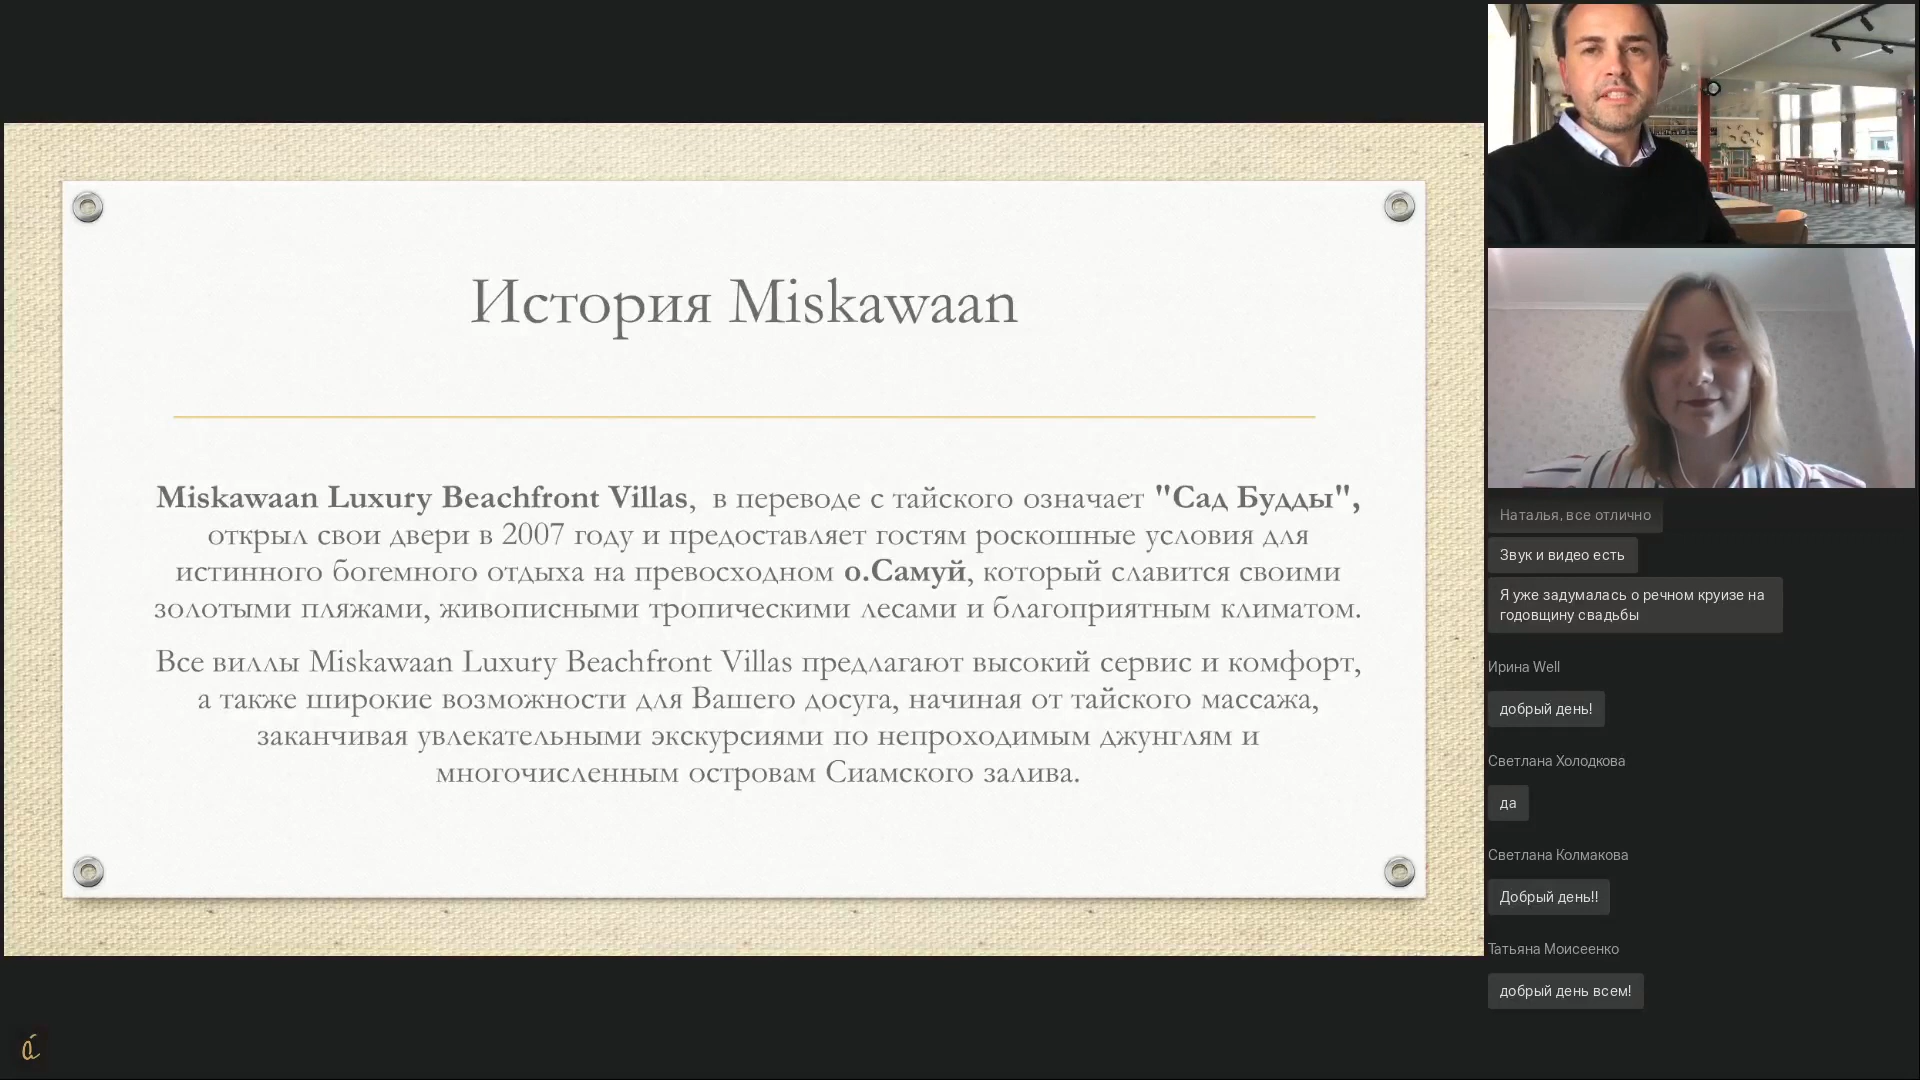 История Miskawaan
Miskawaan Luxury Beachfront Villas, в переводе с тайского означает "Сад Будды",
открыл свои двери в 2007 году и предоставляет гостям роскошные условия для
истинного богемного отдыха на превосходном о.Самуй, который славится своими
золотыми пляжами, живописными тропическими лесами и благоприятным климатом.
Все виллы Miskawaan Luxury Beachfront Villas предлагают высокий сервис и комфорт,
а также широкие возможности для Вашего досуга, начиная от тайского массажа,
заканчивая увлекательными экскурсиями по непроходимым джунглям и
многочисленным островам Сиамского залива.
Наталья, все отлично
Звук и видео есть
Я уже задумалась о речном круизе на
годовщину свадьбы
Ирина Well
добрый день!
Светлана Холодкова
да
Светлана Колмакова
Добрый день!!
Татьяна Моисеенко
добрый день всем!
á